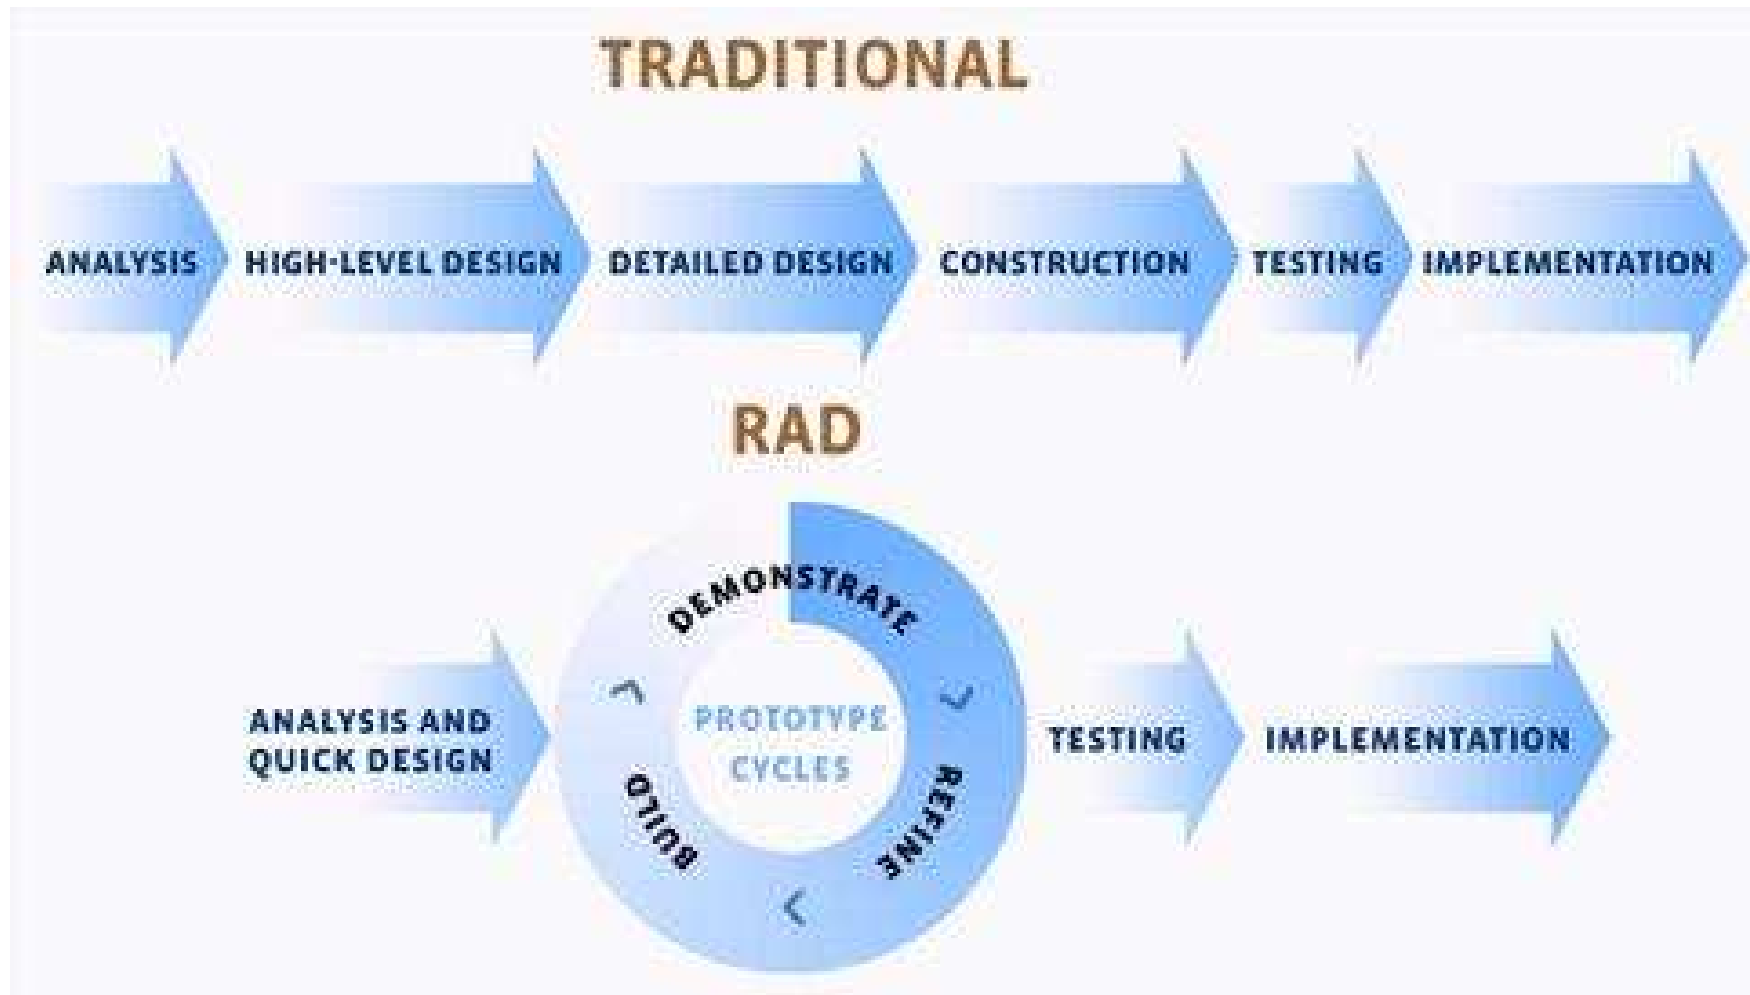 TRADITIONAL
ANALYSIS
HIGH-LEVEL DESIGN
DETAILED DESIGN
CONSTRUCTION
TESTING
IMPLEMENTATION
RAD
ANALYSIS AND
QUICK DESIGN
DEMONSTRATE
REFINE
BUILD
PROTOTYPE
CYCLES
TESTING
IMPLEMENTATION